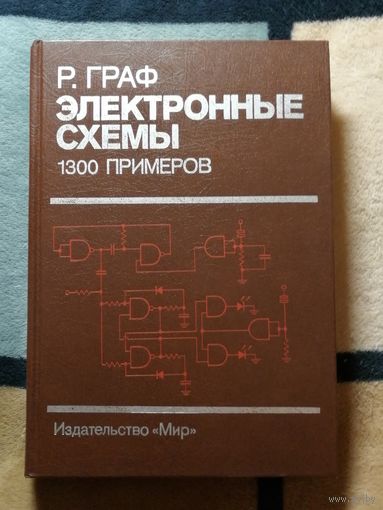 Р. ГРАФ
ЭЛЕКТРОННЫЕ
СХЕМЫ
1300 ПРИМЕРОВ
Издательство «Мир»